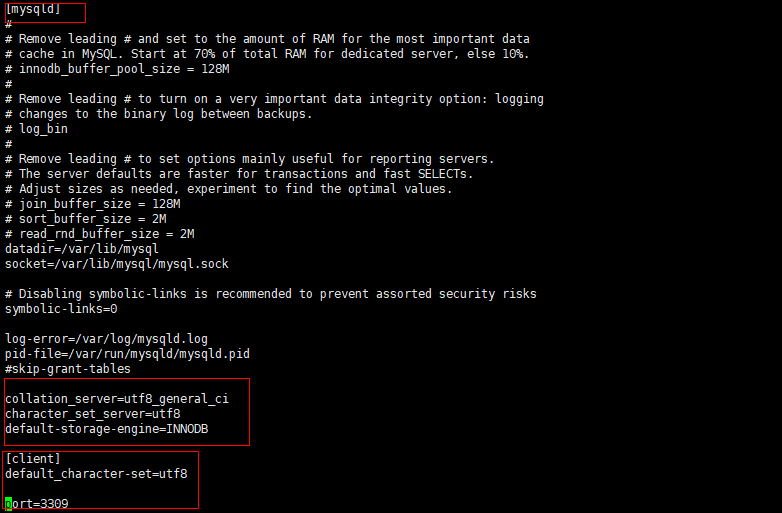 [mysqld]
#
# Remove leading # and set to the amount of RAM for the most important data
# cache in MySQL. Start at 70% of total RAM for dedicated server, else 10%.
# innodb_buffer_pool_size = 128M
#
# Remove leading # to turn on a very important data integrity option: logging
# changes to the binary log between backups.
# log_bin
#
# Remove leading # to set options mainly useful for reporting servers.
# The server defaults are faster for transactions and fast SELECTs.
# Adjust sizes as needed, experiment to find the optimal values.
# join_buffer_size = 128M
# sort_buffer_size = 2M
# read_rnd_buffer_size = 2M
datadir=/var/lib/mysql
socket=/var/lib/mysql/mysql.sock

# Disabling symbolic-links is recommended to prevent assorted security risks
symbolic-links=0

log-error=/var/log/mysqld.log
pid-file=/var/run/mysqld/mysqld.pid
#skip-grant-tables

collation_server=utf8_general_ci
character_set_server=utf8
default-storage-engine=INNODB

[client]
default_character-set=utf8

port=3309